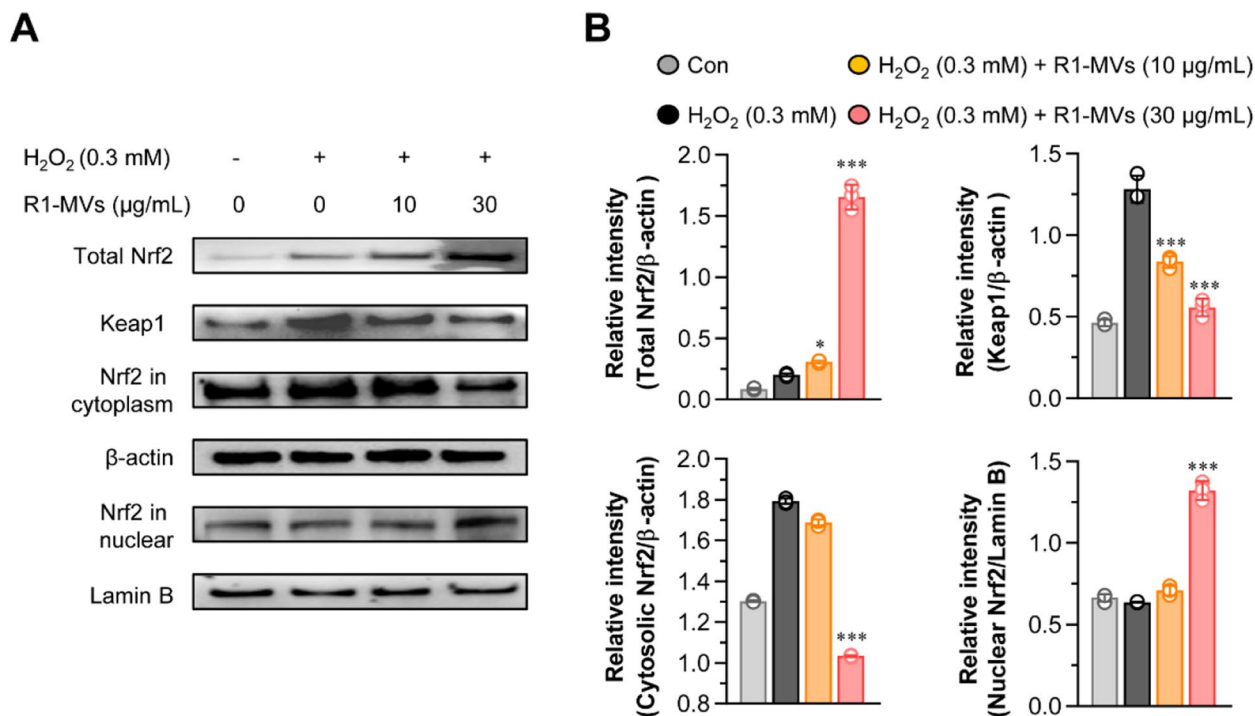 A
H₂O₂ (0.3 mM) - + + +
R1-MVs (µg/mL) 0 0 10 30
Total Nrf2
Keap1
Nrf2 in
cytoplasm
β-actin
Nrf2 in
nuclear
Lamin B
B
Con
H₂O₂ (0.3 mM) + R1-MVs (10 µg/mL)
H₂O₂ (0.3 mM)
H₂O₂ (0.3 mM) + R1-MVs (30 µg/mL)
Relative intensity
(Total Nrf2/β-actin )
2.0
1.5
1.0
0.5
0.0
*
***
Relative intensity
(Keap1/β-actin)
1.5
1.0
0.5
0.0
***
***
Relative intensity
(Cytosolic Nrf2/β-actin)
2.0
1.8
1.6
1.4
1.2
1.0
0.8
***
Relative intensity
(Nuclear Nrf2/Lamin B)
1.5
1.0
0.5
0.0
***